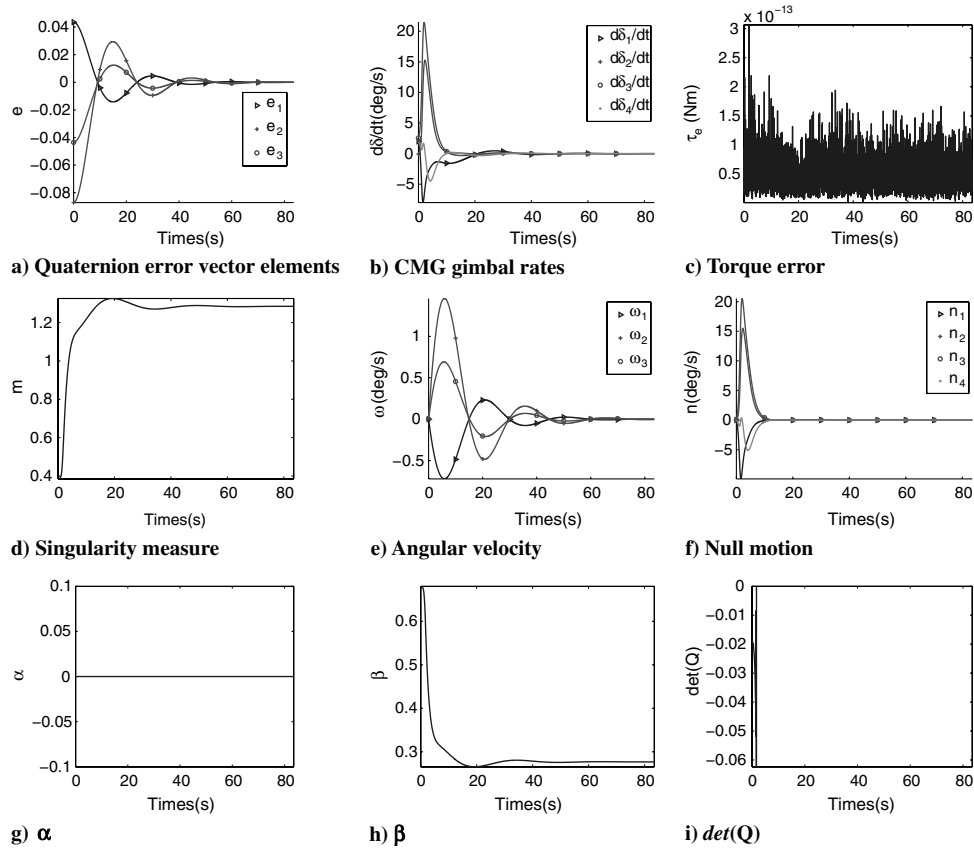 0.04
0.02
0
−0.02
−0.04
−0.06
−0.08
e
e1
e2
e3
0 20 40 60 80
Times(s)
a) Quaternion error vector elements
20
15
10
5
0
−5
dδ/dt(deg/s)
dδ1/dt
dδ2/dt
dδ3/dt
dδ4/dt
0 20 40 60 80
Times(s)
b) CMG gimbal rates
x 10−13
3
2.5
2
1.5
1
0.5
τe (Nm)
0 20 40 60 80
Times(s)
c) Torque error
1.2
1
0.8
0.6
0.4
m
0 20 40 60 80
Times(s)
d) Singularity measure
1
0.5
0
−0.5
ω(deg/s)
ω1
ω2
ω3
0 20 40 60 80
Times(s)
e) Angular velocity
20
15
10
5
0
−5
n(deg/s)
n1
n2
n3
n4
0 20 40 60 80
Times(s)
f) Null motion
0.1
0.05
0
−0.05
−0.1
α
0 20 40 60 80
Times(s)
g) α
0.6
0.5
0.4
0.3
β
0 20 40 60 80
Times(s)
h) β
0
−0.01
−0.02
−0.03
−0.04
−0.05
−0.06
det(Q)
0 20 40 60 80
Times(s)
i) det(Q)